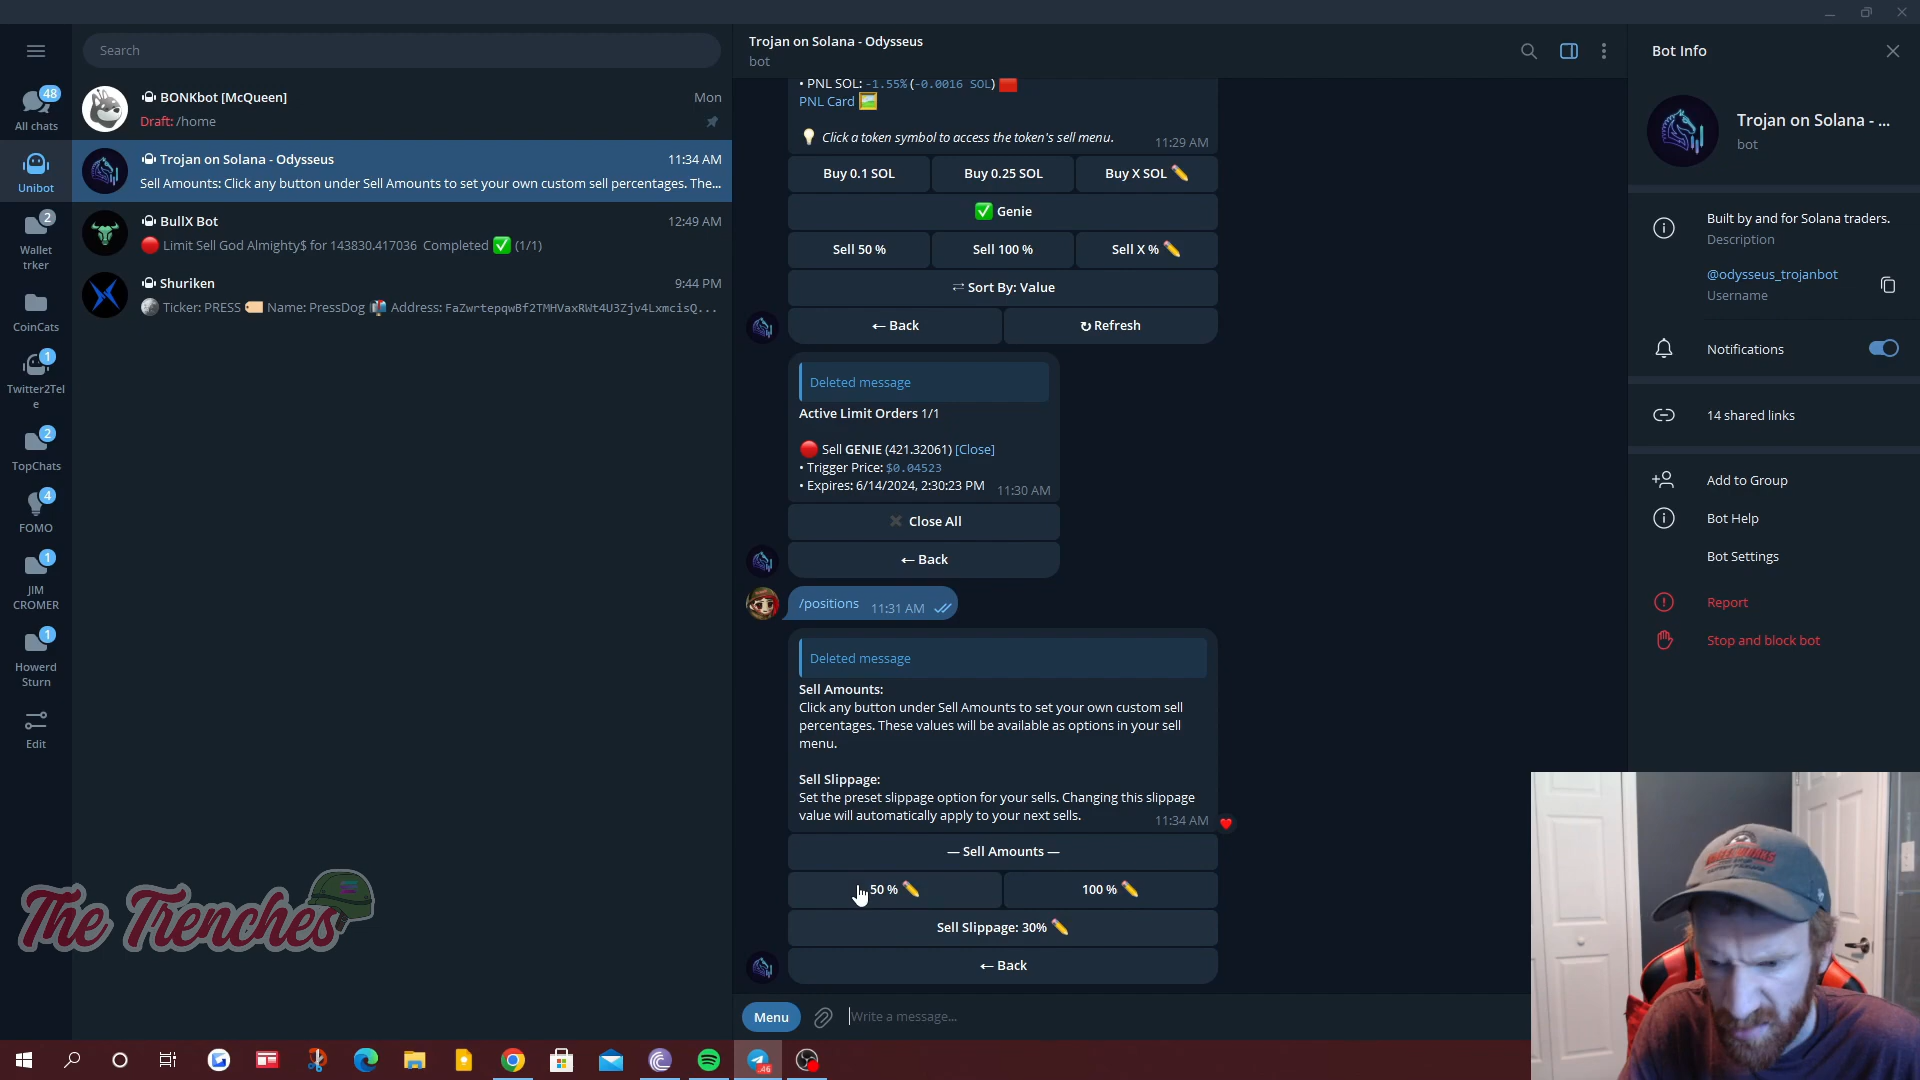 Search
48
All chats
Unibot
2
Wallet
trker
CoinCats
1
Twitter2Tel
e
2
TopChats
4
FOMO
1
JIM
CROMER
1
Howerd
Sturn
Edit
BONKbot [McQueen]
Mon
Draft: /home
Trojan on Solana - Odysseus
11:34 AM
Sell Amounts: Click any button under Sell Amounts to set your own custom sell percentages. The...
BullX Bot
12:49 AM
Limit Sell God Almighty$ for 143830.417036 Completed ✅ (1/1)
Shuriken
9:44 PM
Ticker: PRESS Name: PressDog Address: FaZwrtepqwBf2TMHVaxRWt4U3Zjv4LxmcisQ...
The Trenches
Trojan on Solana - Odysseus
bot
• PNL SOL: -1.55% (-0.0016 SOL) 🟥
PNL Card
💡 Click a token symbol to access the token's sell menu.
11:29 AM
Buy 0.1 SOL
Buy 0.25 SOL
Buy X SOL ✏️
✅ Genie
Sell 50 %
Sell 100 %
Sell X % ✏️
⇄ Sort By: Value
← Back
↻ Refresh
Deleted message
Active Limit Orders 1/1
🔴 Sell GENIE (421.32061) [Close]
• Trigger Price: $0.04523
• Expires: 6/14/2024, 2:30:23 PM
11:30 AM
✖ Close All
← Back
/positions
11:31 AM
Deleted message
Sell Amounts:
Click any button under Sell Amounts to set your own custom sell
percentages. These values will be available as options in your sell
menu.
Sell Slippage:
Set the preset slippage option for your sells. Changing this slippage
value will automatically apply to your next sells.
11:34 AM
— Sell Amounts —
50 % ✏️
100 % ✏️
Sell Slippage: 30% ✏️
← Back
Menu
Write a message...
Bot Info
Trojan on Solana - ...
bot
Built by and for Solana traders.
Description
@odysseus_trojanbot
Username
Notifications
14 shared links
Add to Group
Bot Help
Bot Settings
Report
Stop and block bot
46